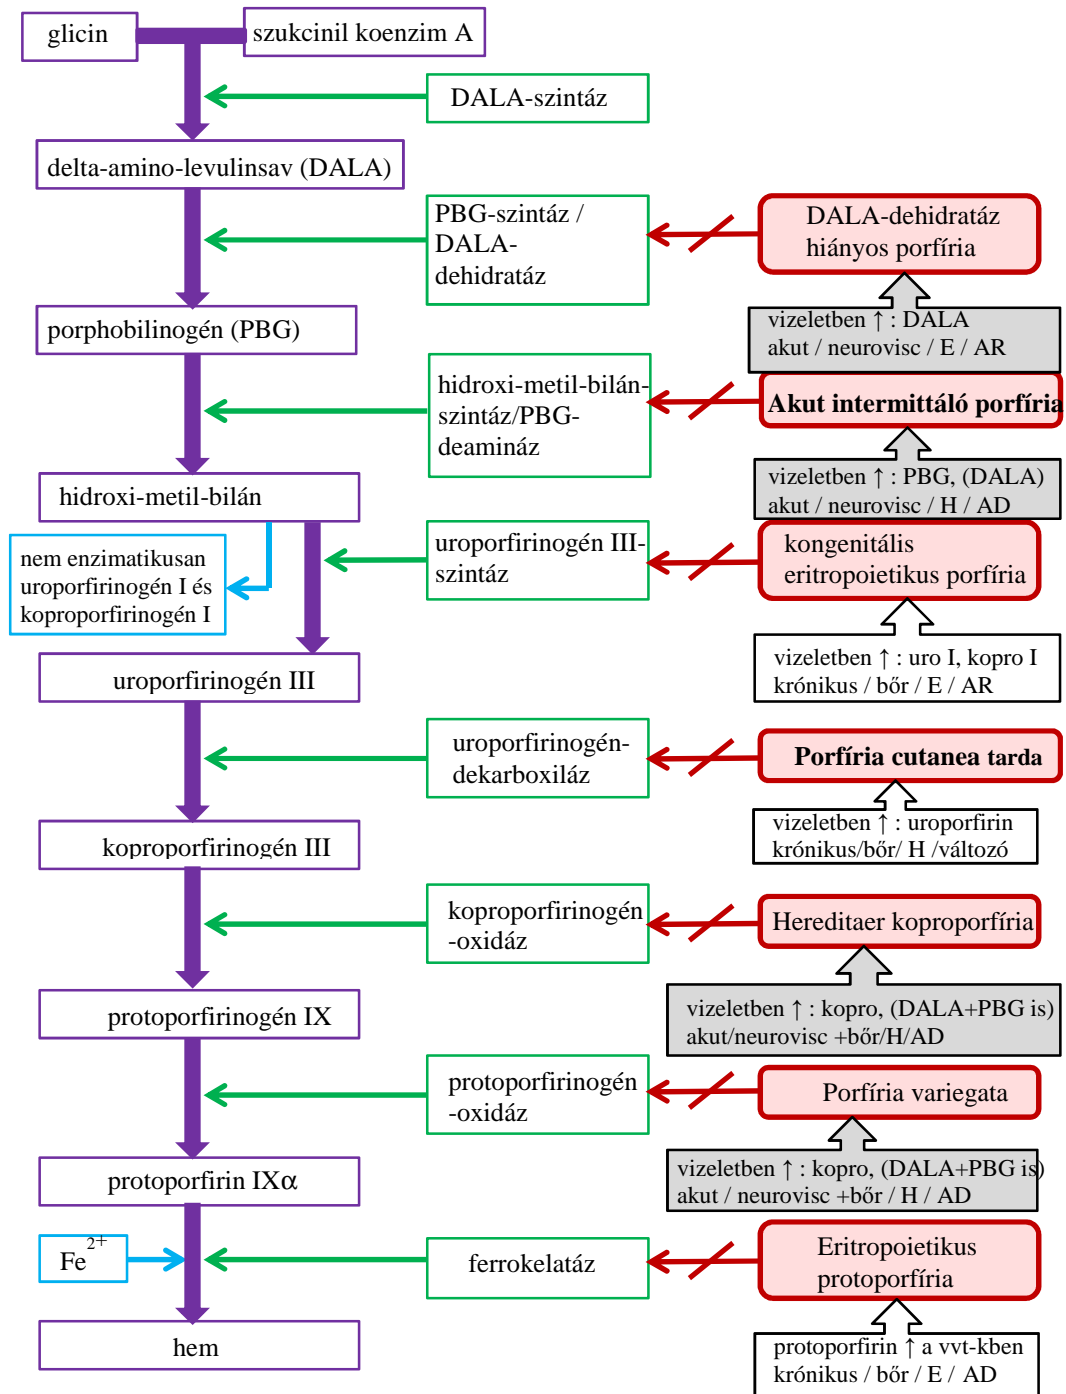 glicin
szukcinil koenzim A
DALA-szintáz
delta-amino-levulinsav (DALA)
PBG-szintáz /
DALA-
dehidratáz
DALA-dehidratáz
hiányos porfíria
vizeletben ↑ : DALA
akut / neurovisc / E / AR
porphobilinogén (PBG)
hidroxi-metil-bilán-
szintáz/PBG-
deamináz
Akut intermittáló porfíria
vizeletben ↑ : PBG, (DALA)
akut / neurovisc / H / AD
hidroxi-metil-bilán
nem enzimatikusan
uroporfirinogén I és
koproporfirinogén I
uroporfirinogén III-
szintáz
kongenitális
eritropoietikus porfíria
vizeletben ↑ : uro I, kopro I
krónikus / bőr / E / AR
uroporfirinogén III
uroporfirinogén-
dekarboxiláz
Porfíria cutanea tarda
vizeletben ↑ : uroporfirin
krónikus/bőr/ H /változó
koproporfirinogén III
koproporfirinogén
-oxidáz
Hereditaer koproporfíria
vizeletben ↑ : kopro, (DALA+PBG is)
akut/neurovisc +bőr/H/AD
protoporfirinogén IX
protoporfirinogén
-oxidáz
Porfíria variegata
vizeletben ↑ : kopro, (DALA+PBG is)
akut / neurovisc +bőr / H / AD
protoporfirin IXα
Fe2+
ferrokelatáz
Eritropoietikus
protoporfíria
protoporfirin ↑ a vvt-kben
krónikus / bőr / E / AD
hem